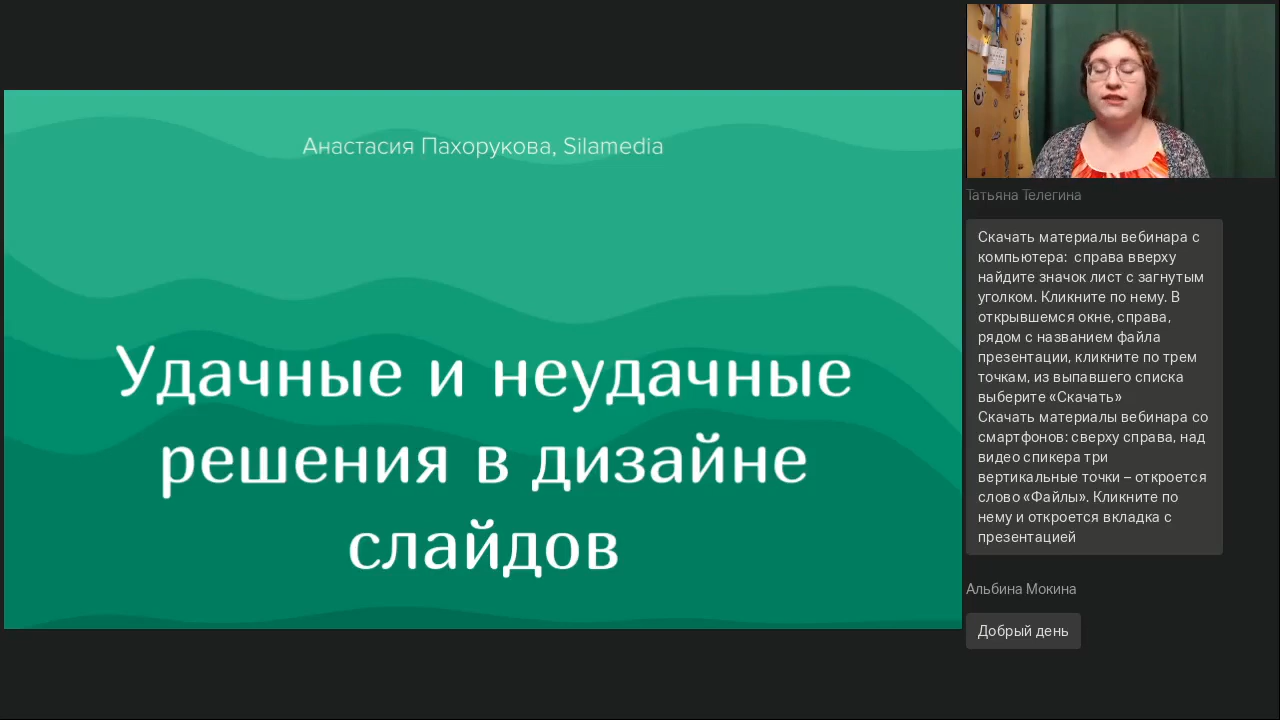 Анастасия Пахорукова, Silamedia
Удачные и неудачные
решения в дизайне
слайдов
Татьяна Телегина
Скачать материалы вебинара с
компьютера:  справа вверху
найдите значок лист с загнутым
уголком. Кликните по нему. В
открывшемся окне, справа,
рядом с названием файла
презентации, кликните по трем
точкам, из выпавшего списка
выберите «Скачать»
Скачать материалы вебинара со
смартфонов: сверху справа, над
видео спикера три
вертикальные точки – откроется
слово «Файлы». Кликните по
нему и откроется вкладка с
презентацией
Альбина Мокина
Добрый день